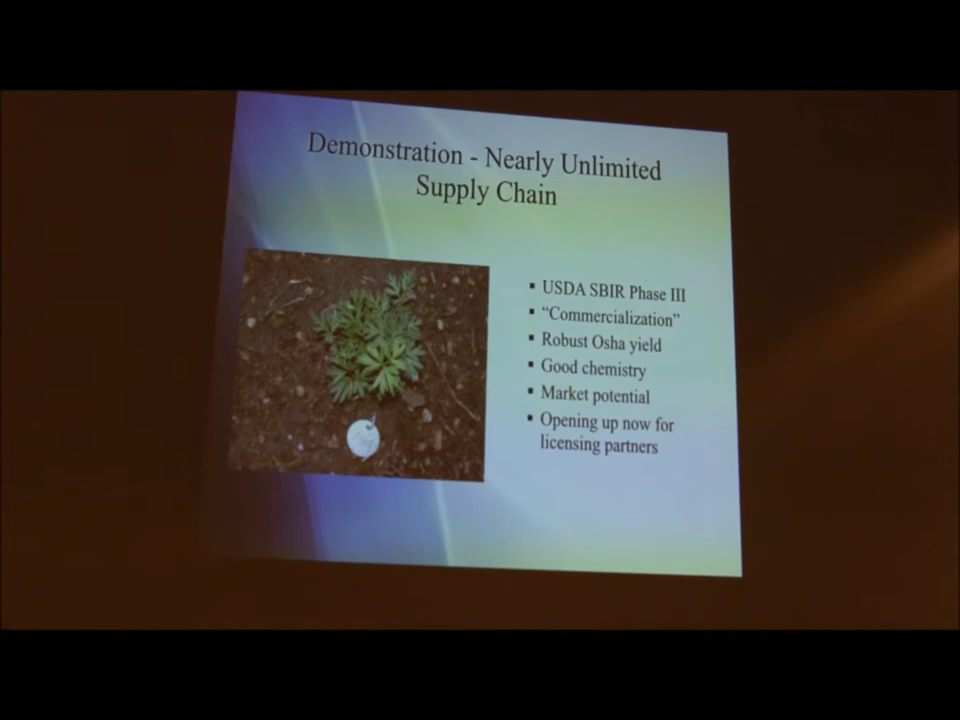 Demonstration - Nearly Unlimited
Supply Chain
▪ USDA SBIR Phase III
▪ “Commercialization”
▪ Robust Osha yield
▪ Good chemistry
▪ Market potential
▪ Opening up now for
licensing partners